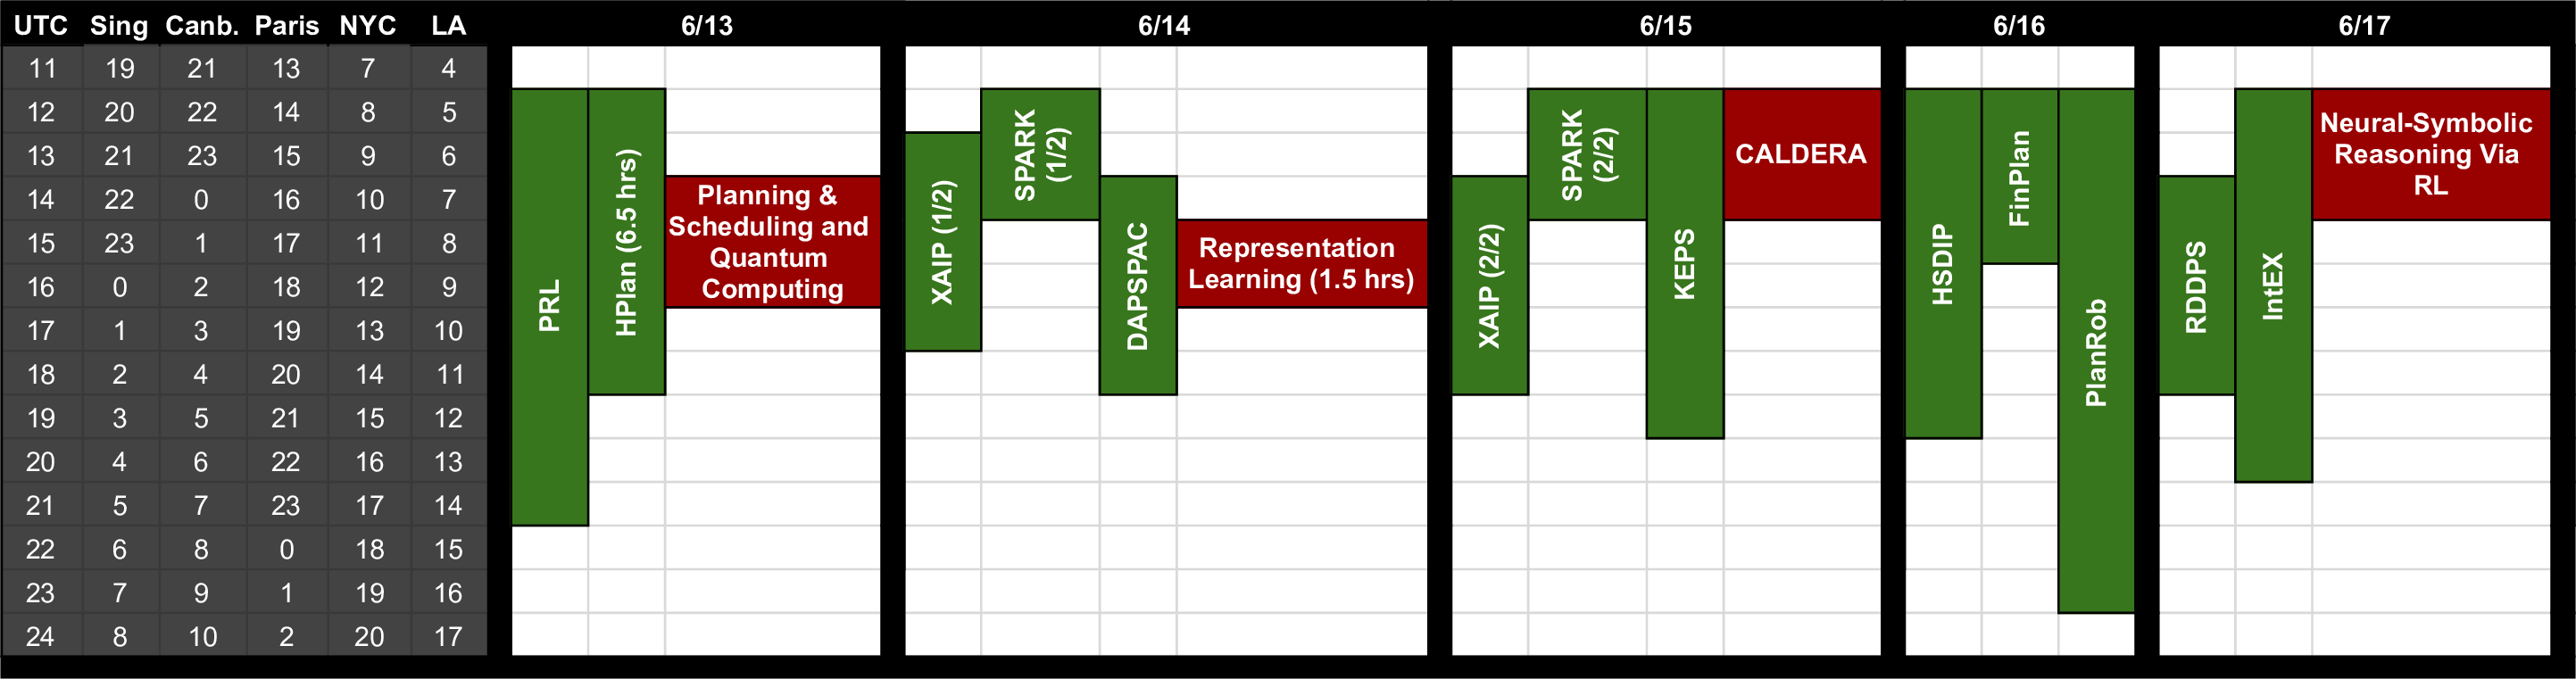 UTC Sing Canb. Paris NYC LA 6/13 6/14 6/15 6/16 6/17
11 19 21 13 7 4
12 20 22 14 8 5
13 21 23 15 9 6
14 22 0 16 10 7
15 23 1 17 11 8
16 0 2 18 12 9
17 1 3 19 13 10
18 2 4 20 14 11
19 3 5 21 15 12
20 4 6 22 16 13
21 5 7 23 17 14
22 6 8 0 18 15
23 7 9 1 19 16
24 8 10 2 20 17
PRL
HPlan (6.5 hrs)
Planning &
Scheduling and
Quantum
Computing
XAIP (1/2)
SPARK
(1/2)
DAPSPAC
Representation
Learning (1.5 hrs)
XAIP (2/2)
SPARK
(2/2)
KEPS
CALDERA
HSDIP
FinPlan
PlanRob
RDDPS
IntEX
Neural-Symbolic
Reasoning Via
RL